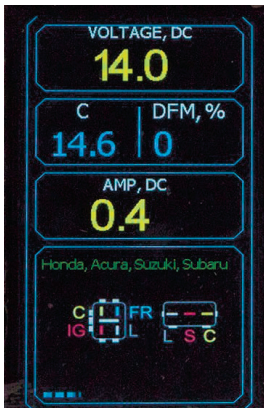 VOLTAGE, DC
14.0
C DFM, %
14.6 0
AMP, DC
0.4
Honda, Acura, Suzuki, Subaru
C FR
IG L L S C